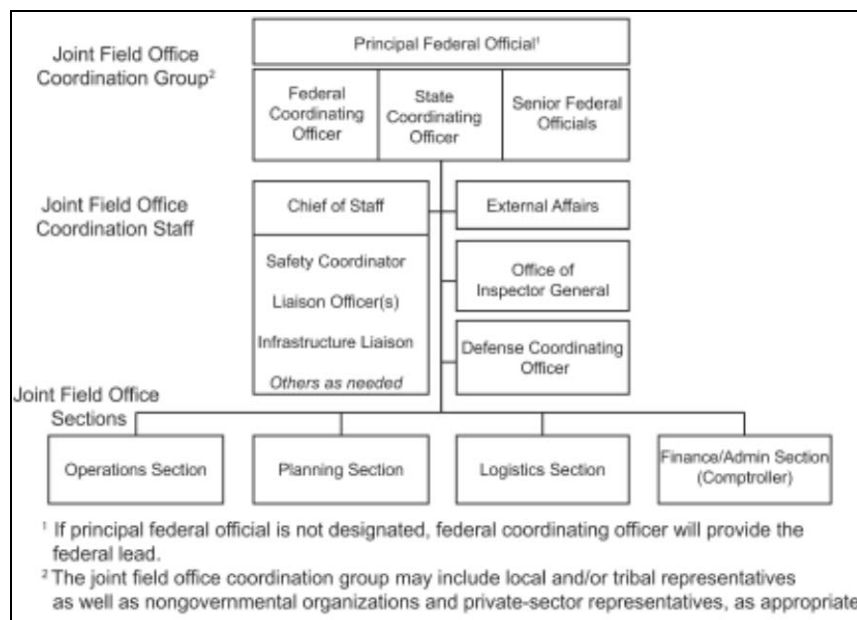 Joint Field Office
Coordination Group²
Principal Federal Official¹
Federal
Coordinating
Officer
State
Coordinating
Officer
Senior Federal
Officials
Joint Field Office
Coordination Staff
Chief of Staff
External Affairs
Safety Coordinator
Liaison Officer(s)
Infrastructure Liaison
Others as needed
Office of
Inspector General
Defense Coordinating
Officer
Joint Field Office
Sections
Operations Section
Planning Section
Logistics Section
Finance/Admin Section
(Comptroller)
¹ If principal federal official is not designated, federal coordinating officer will provide the
federal lead.
² The joint field office coordination group may include local and/or tribal representatives
as well as nongovernmental organizations and private-sector representatives, as appropriate